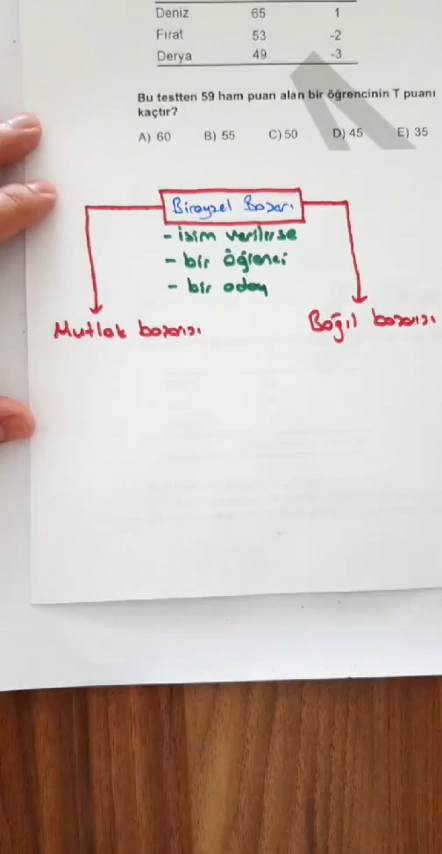 Deniz 65 1
Fırat 53 -2
Derya 49 -3
Bu testten 59 ham puan alan bir öğrencinin T puanı
kaçtır?
A) 60 B) 55 C) 50 D) 45 E) 35
Bireysel Başarı
- isim verilirse
- bir öğrenci
- bir aday
Mutlak başarısı Bağıl başarısı